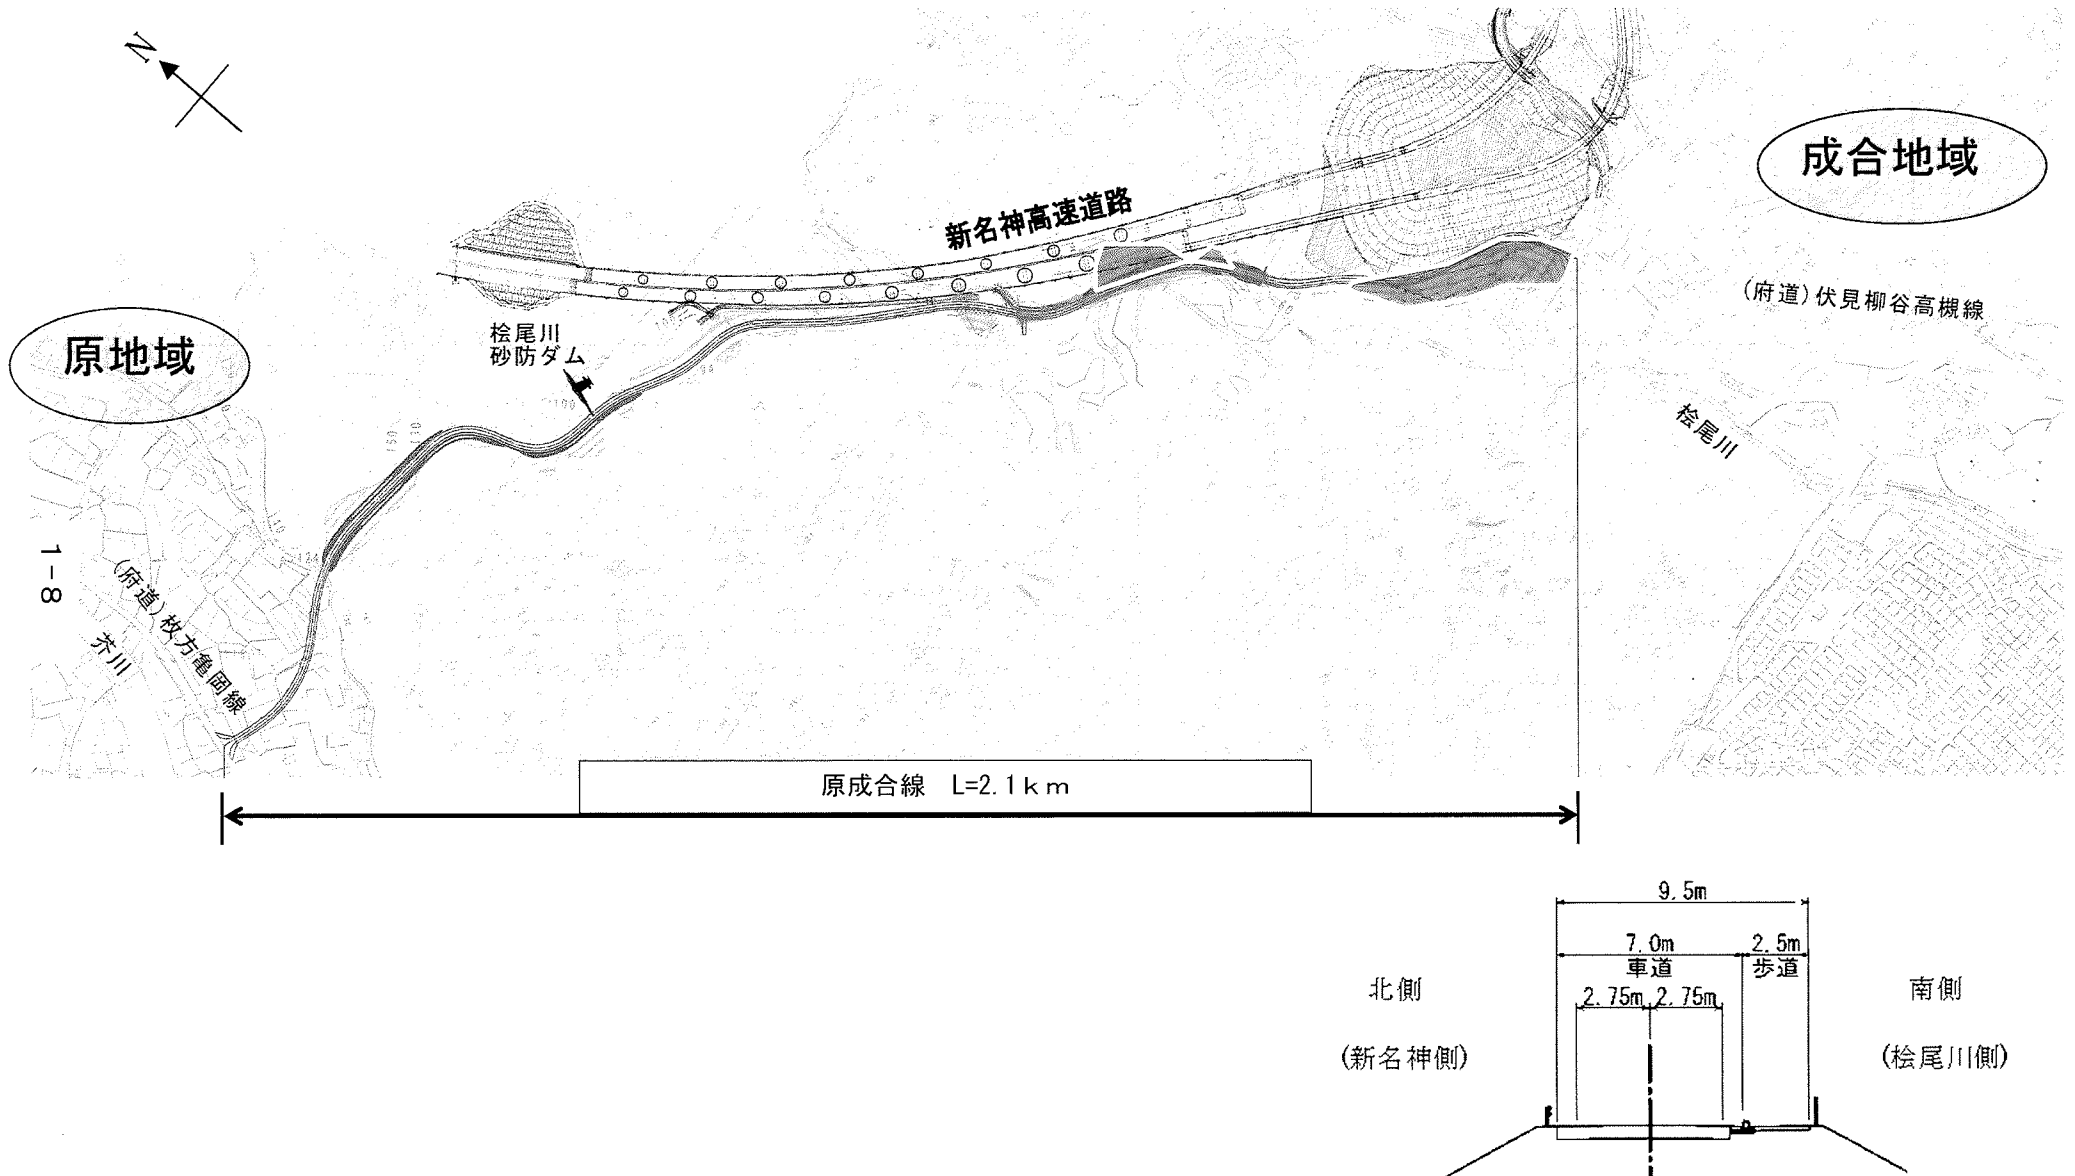 N
成合地域
新名神高速道路
(府道)伏見柳谷高槻線
原地域
桧尾川
砂防ダム
桧尾川
1-8
(府道)枚方亀岡線
芥川
原成合線　L=2.1km
9.5m
7.0m
車道
2.5m
歩道
2.75m
2.75m
北側
(新名神側)
南側
(桧尾川側)